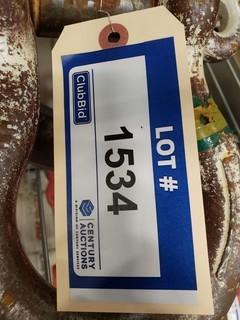 LOT #
1534
ClubBid
CENTURY
AUCTIONS